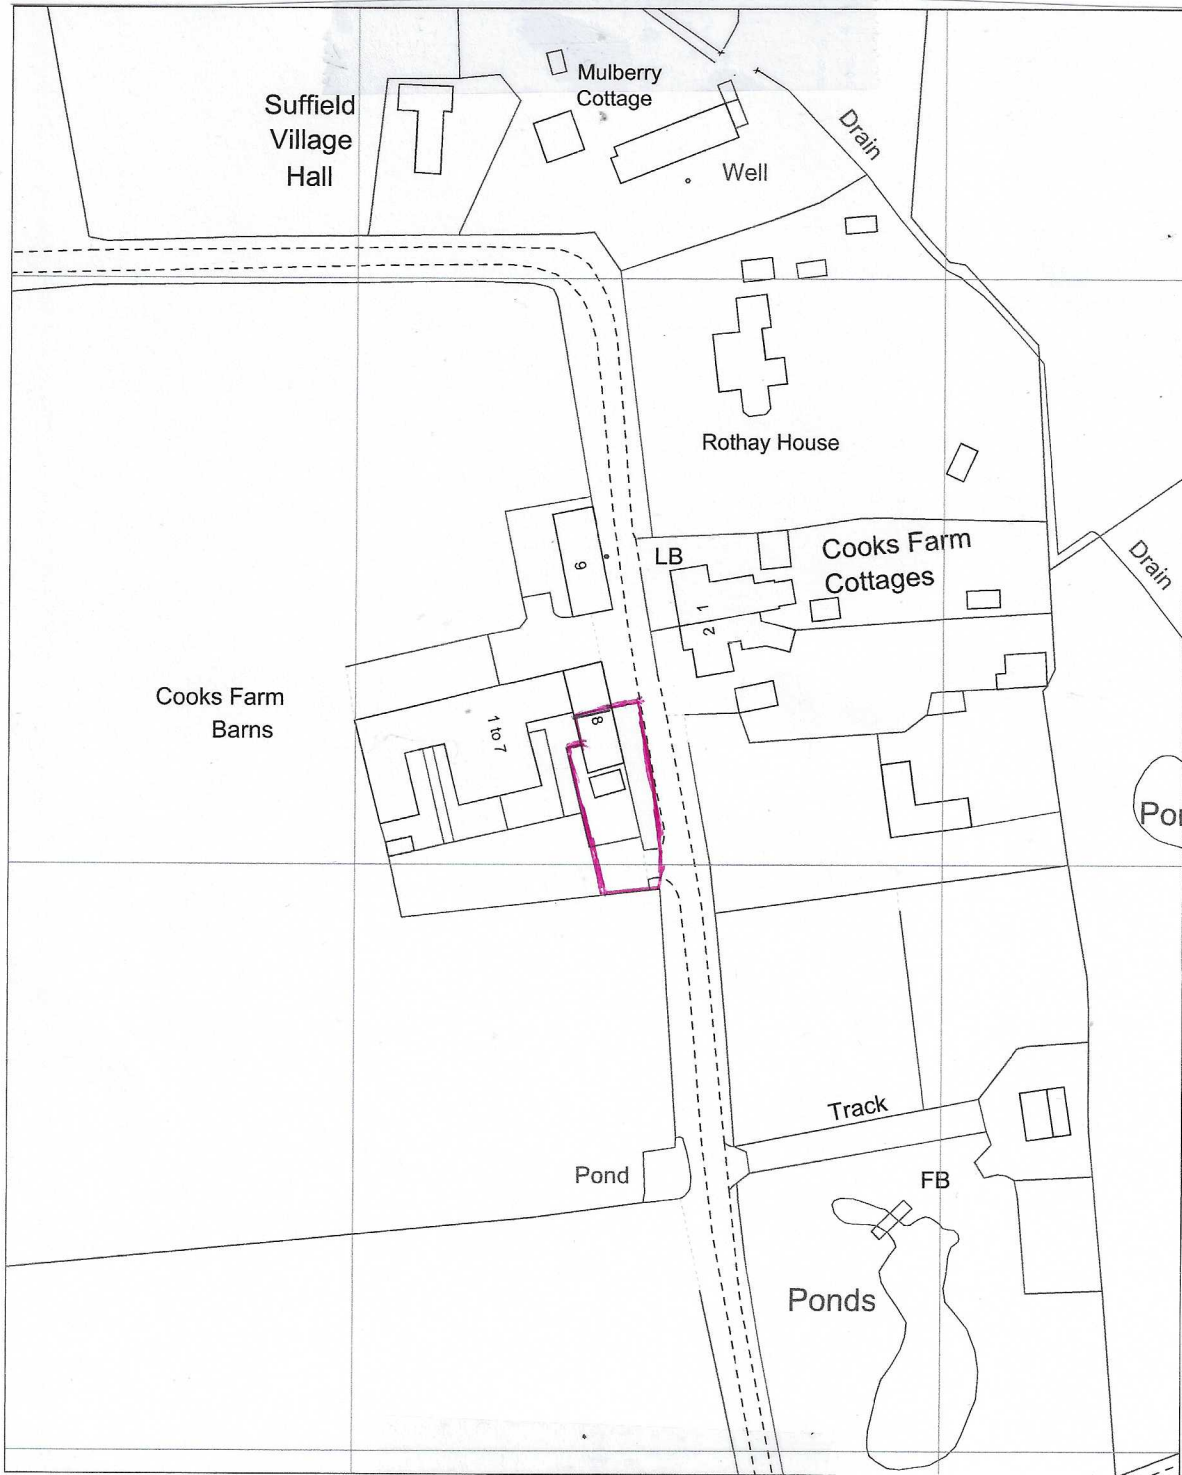 Suffield
Village
Hall
Mulberry
Cottage
Drain
Well
Rothay House
LB
Cooks Farm
Cottages
Drain
9
1
2
Cooks Farm
Barns
1 to 7
8
Por
Track
Pond
FB
Ponds